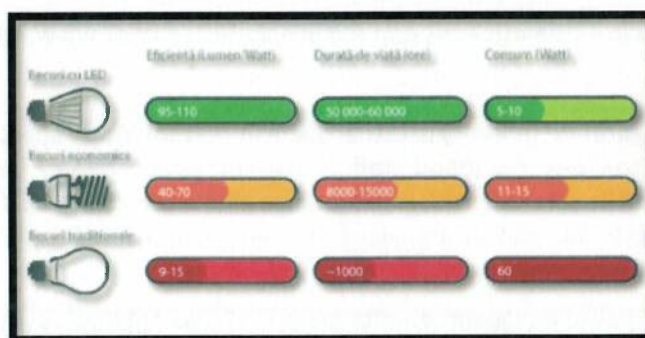 Eficiență (Lumen/Watt) Durată de viață (ore) Consum (Watt)
Becuri cu LED
95-110 50 000-60 000 5-10
Becuri economice
40-70 8000-15000 11-15
Becuri tradiționale
9-15 ~1000 60